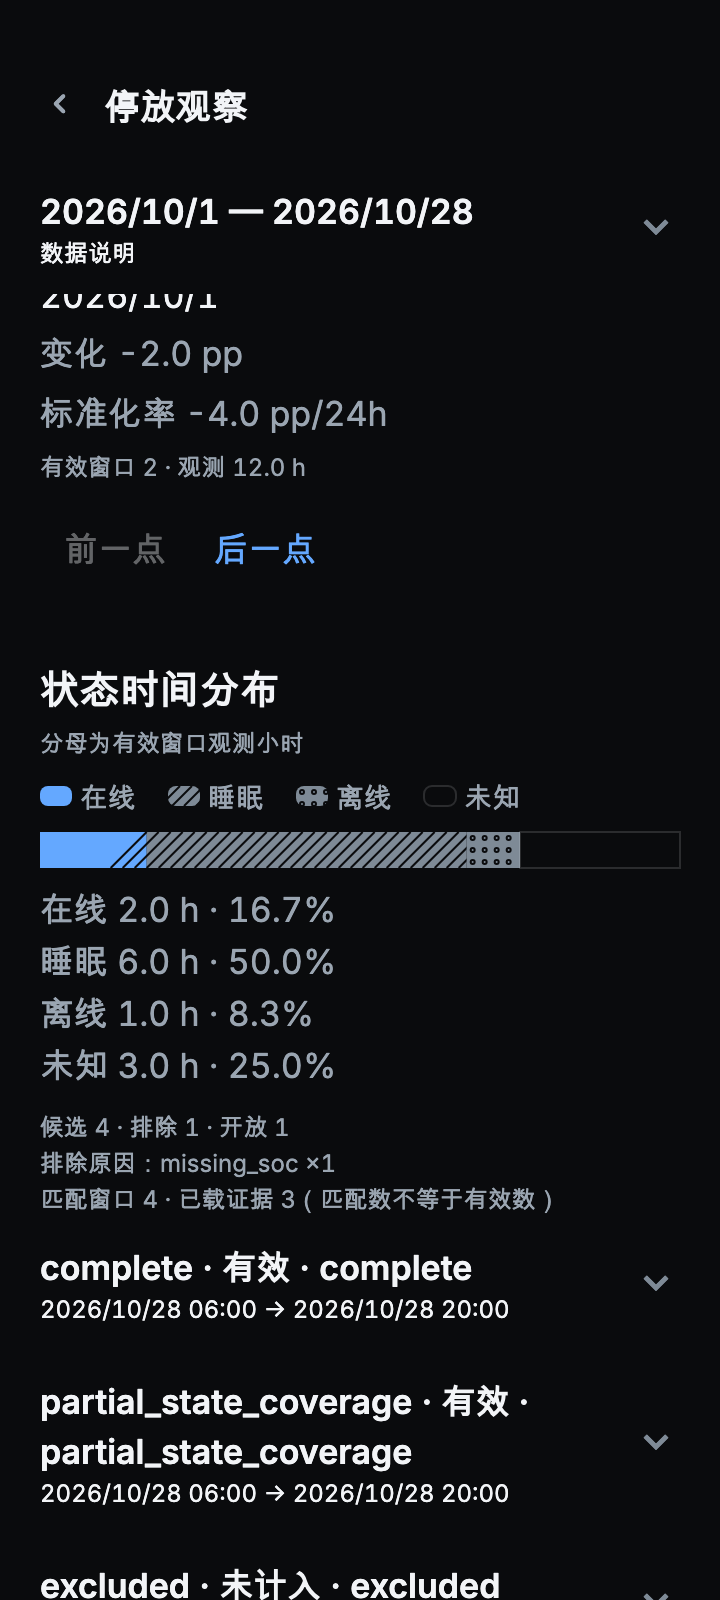 停放观察
2026/10/1 — 2026/10/28
数据说明
2026/10/1
变化 -2.0 pp
标准化率 -4.0 pp/24h
有效窗口 2 · 观测 12.0 h
前一点 后一点
状态时间分布
分母为有效窗口观测小时
在线 睡眠 离线 未知
在线 2.0 h · 16.7%
睡眠 6.0 h · 50.0%
离线 1.0 h · 8.3%
未知 3.0 h · 25.0%
候选 4 · 排除 1 · 开放 1
排除原因：missing_soc ×1
匹配窗口 4 · 已载证据 3（匹配数不等于有效数）
complete · 有效 · complete
2026/10/28 06:00 → 2026/10/28 20:00
partial_state_coverage · 有效 ·
partial_state_coverage
2026/10/28 06:00 → 2026/10/28 20:00
excluded · 未计入 · excluded